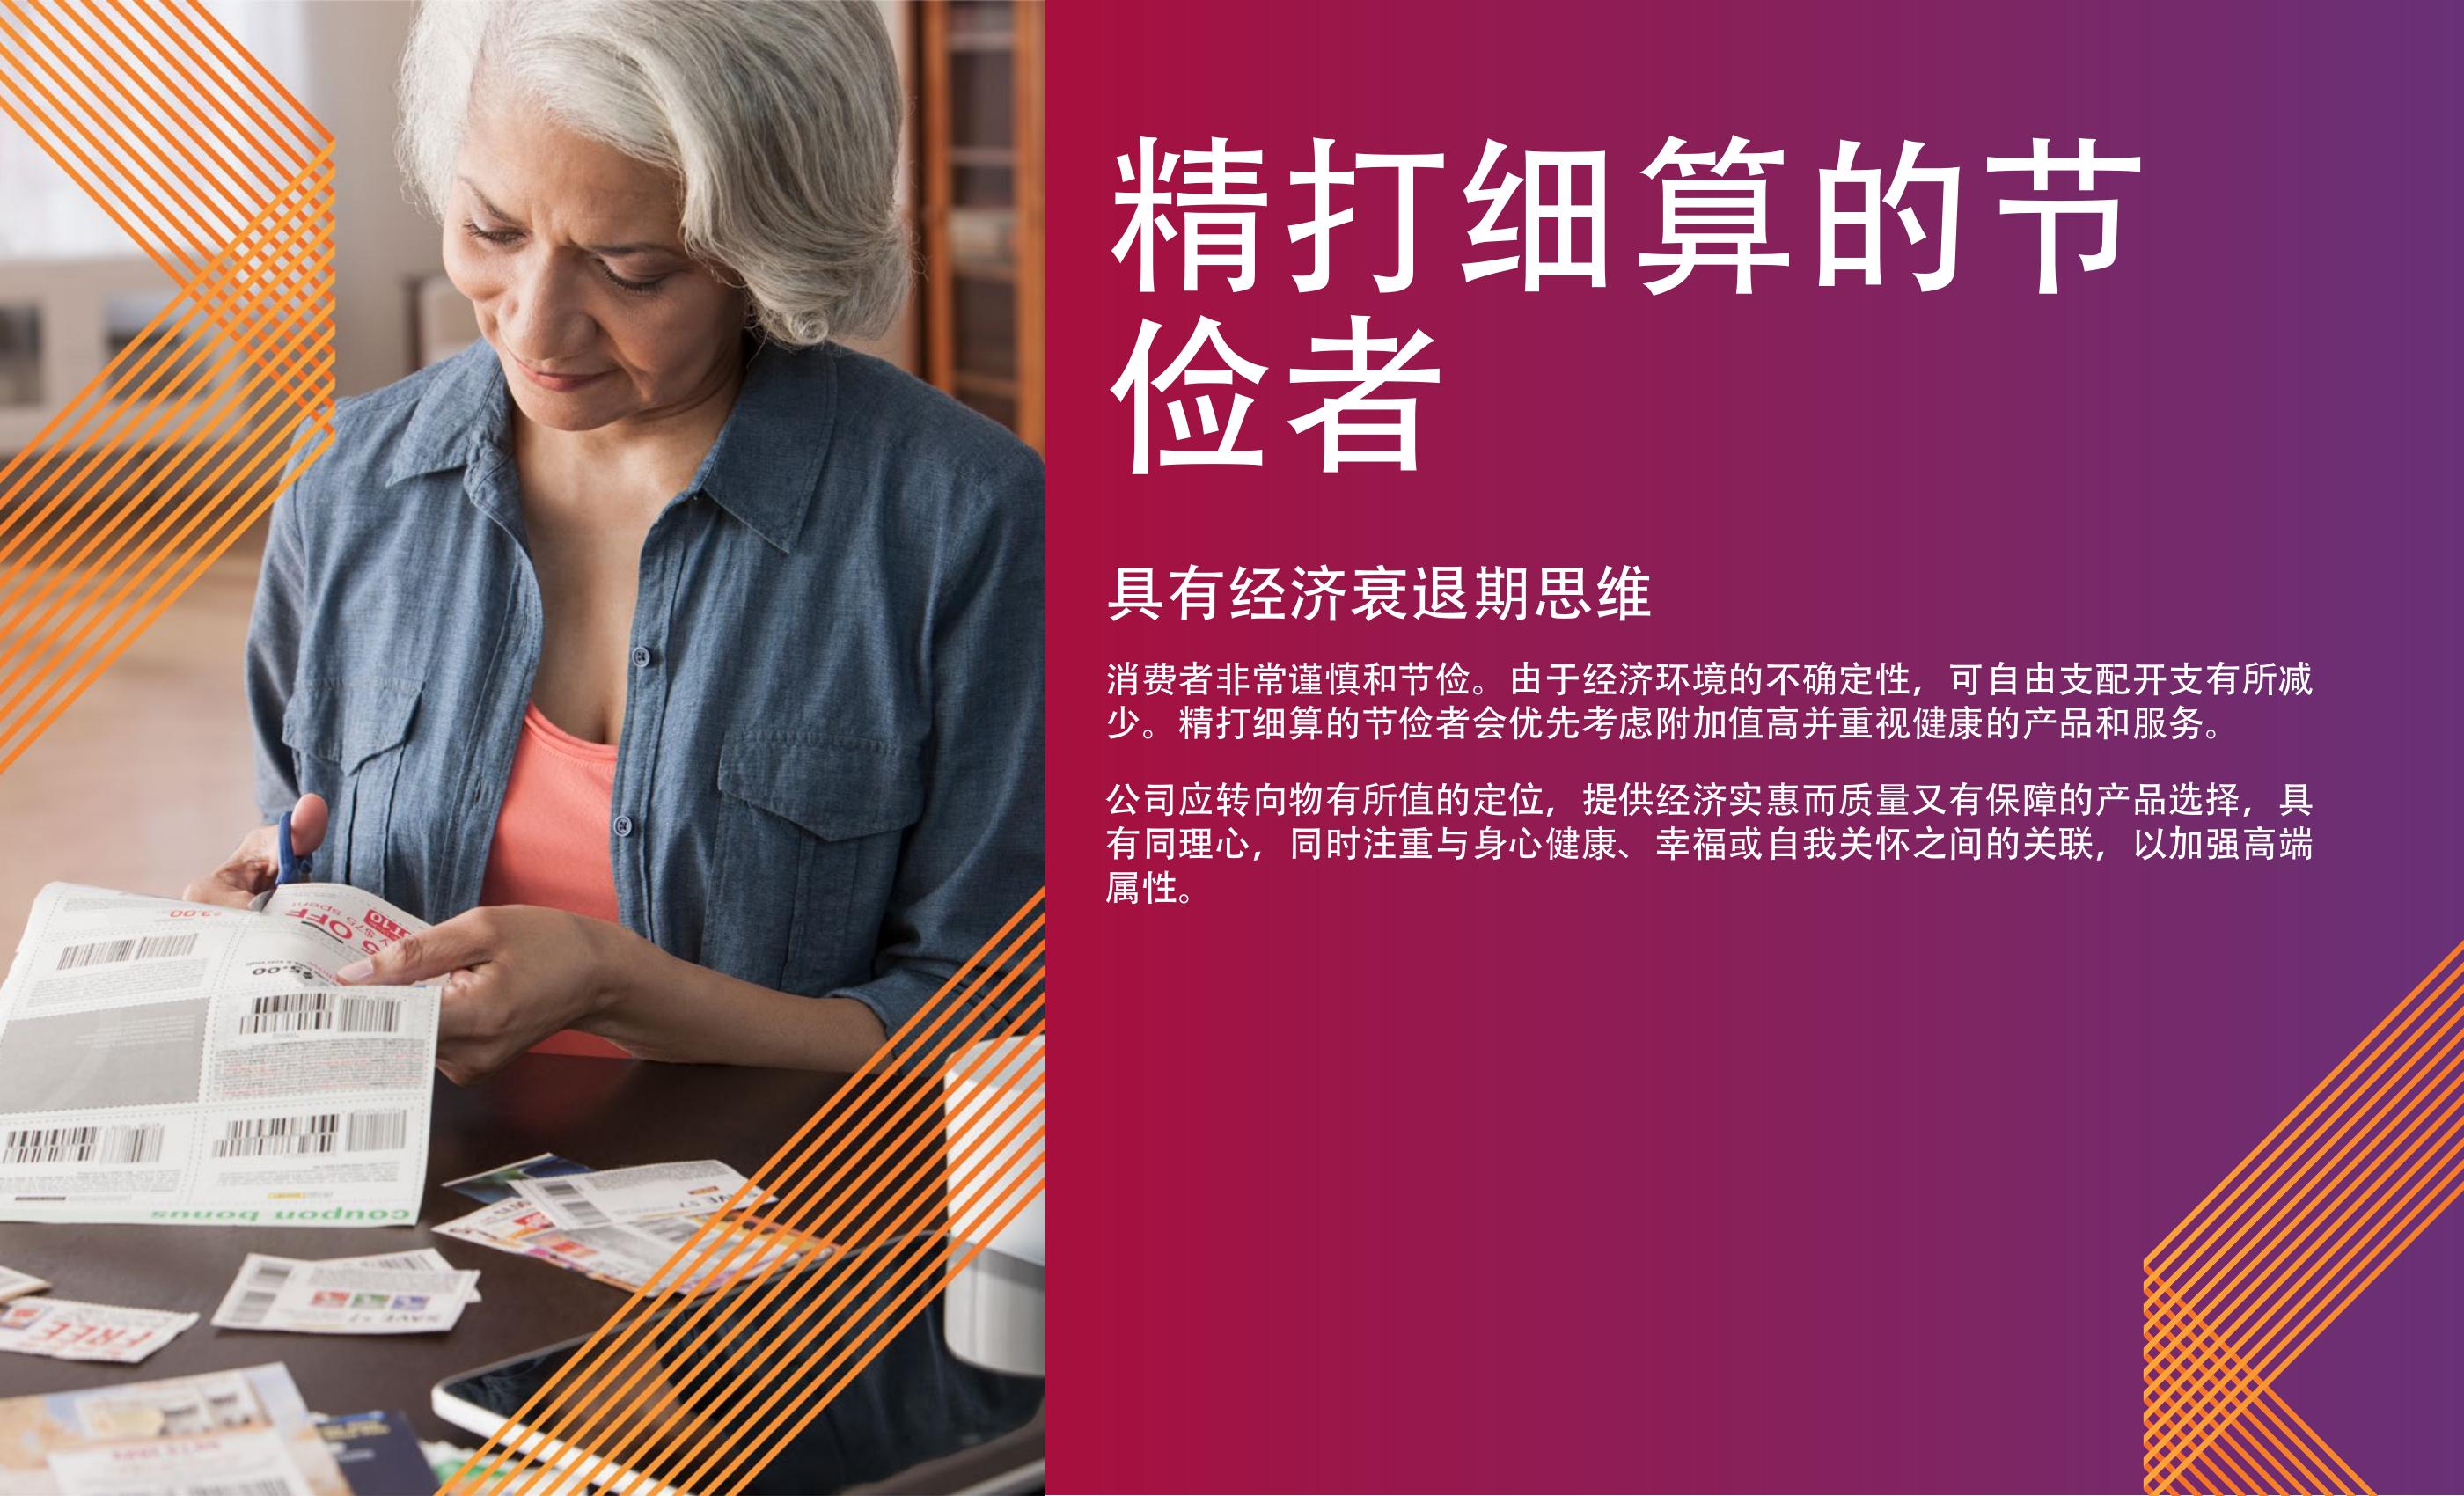 精打细算的节
俭者
具有经济衰退期思维
消费者非常谨慎和节俭。由于经济环境的不确定性，可自由支配开支有所减
少。精打细算的节俭者会优先考虑附加值高并重视健康的产品和服务。
公司应转向物有所值的定位，提供经济实惠而质量又有保障的产品选择，具
有同理心，同时注重与身心健康、幸福或自我关怀之间的关联，以加强高端
属性。
$3.00
5 OFF
$5.00
coupon bonus
FREE
SAVE